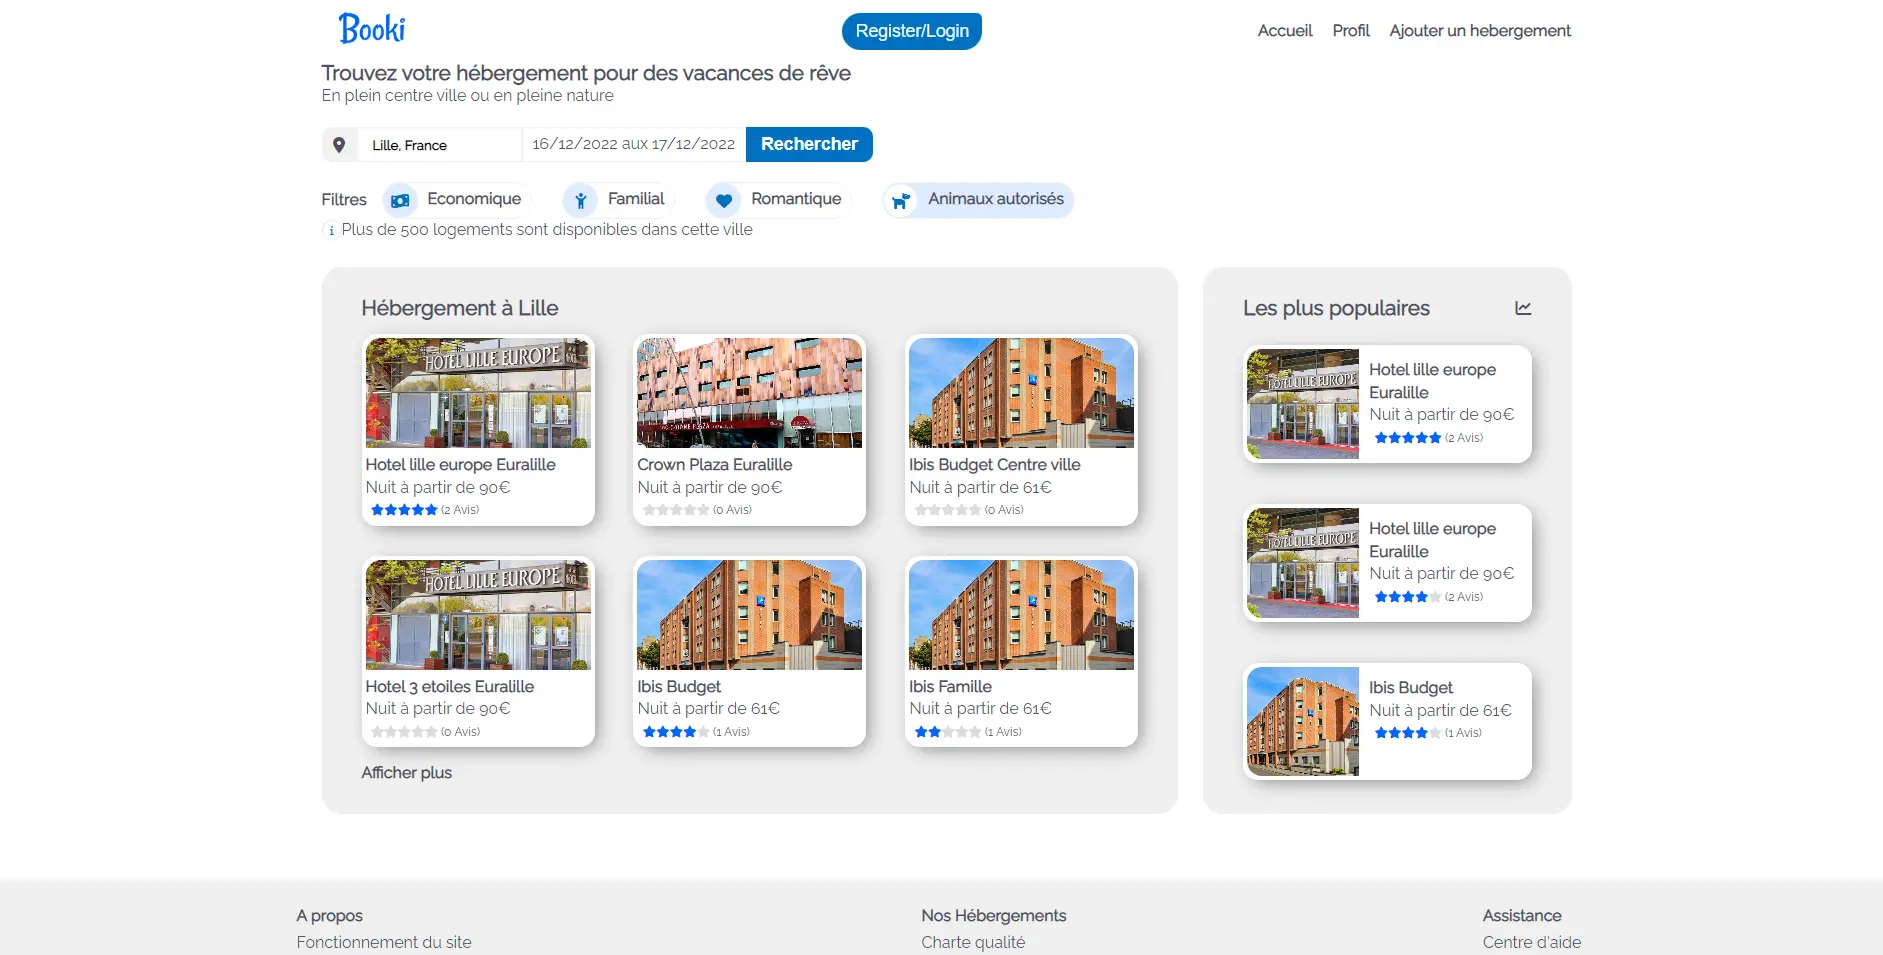 Booki
Register/Login
Accueil
Profil
Ajouter un hebergement
Trouvez votre hébergement pour des vacances de rêve
En plein centre ville ou en pleine nature
Lille, France
16/12/2022 aux 17/12/2022
Rechercher
Filtres
Economique
Familial
Romantique
Animaux autorisés
i Plus de 500 logements sont disponibles dans cette ville
Hébergement à Lille
HOTEL LILLE EUROPE
Hotel lille europe Euralille
Nuit à partir de 90€
(2 Avis)
Crown Plaza Euralille
Nuit à partir de 90€
(0 Avis)
Ibis Budget Centre ville
Nuit à partir de 61€
(0 Avis)
HOTEL LILLE EUROPE
Hotel 3 etoiles Euralille
Nuit à partir de 90€
(0 Avis)
Ibis Budget
Nuit à partir de 61€
(1 Avis)
Ibis Famille
Nuit à partir de 61€
(1 Avis)
Afficher plus
Les plus populaires
HOTEL LILLE EUROPE
Hotel lille europe
Euralille
Nuit à partir de 90€
(2 Avis)
HOTEL LILLE EUROPE
Hotel lille europe
Euralille
Nuit à partir de 90€
(2 Avis)
Ibis Budget
Nuit à partir de 61€
(1 Avis)
A propos
Fonctionnement du site
Nos Hébergements
Charte qualité
Assistance
Centre d'aide